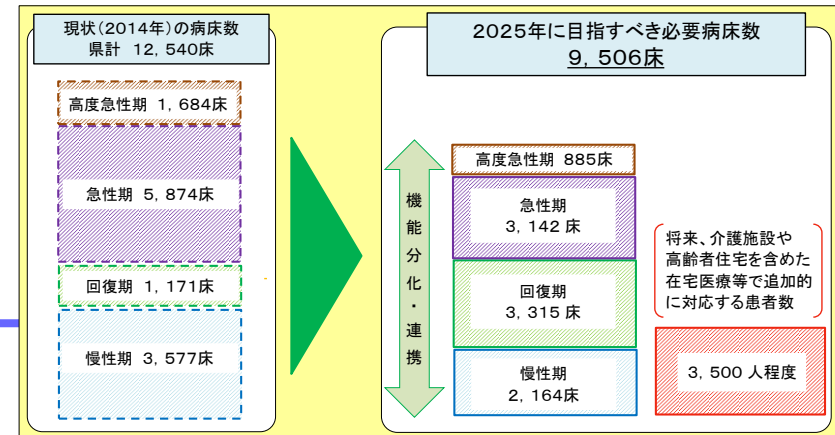 現状(2014年)の病床数
県計 12,540床
高度急性期 1,684床
急性期 5,874床
回復期 1,171床
慢性期 3,577床
2025年に目指すべき必要病床数
9,506床
機能分化・連携
高度急性期 885床
急性期
3,142 床
回復期
3,315 床
慢性期
2,164床
将来、介護施設や
高齢者住宅を含めた
在宅医療等で追加的
に対応する患者数
3,500 人程度